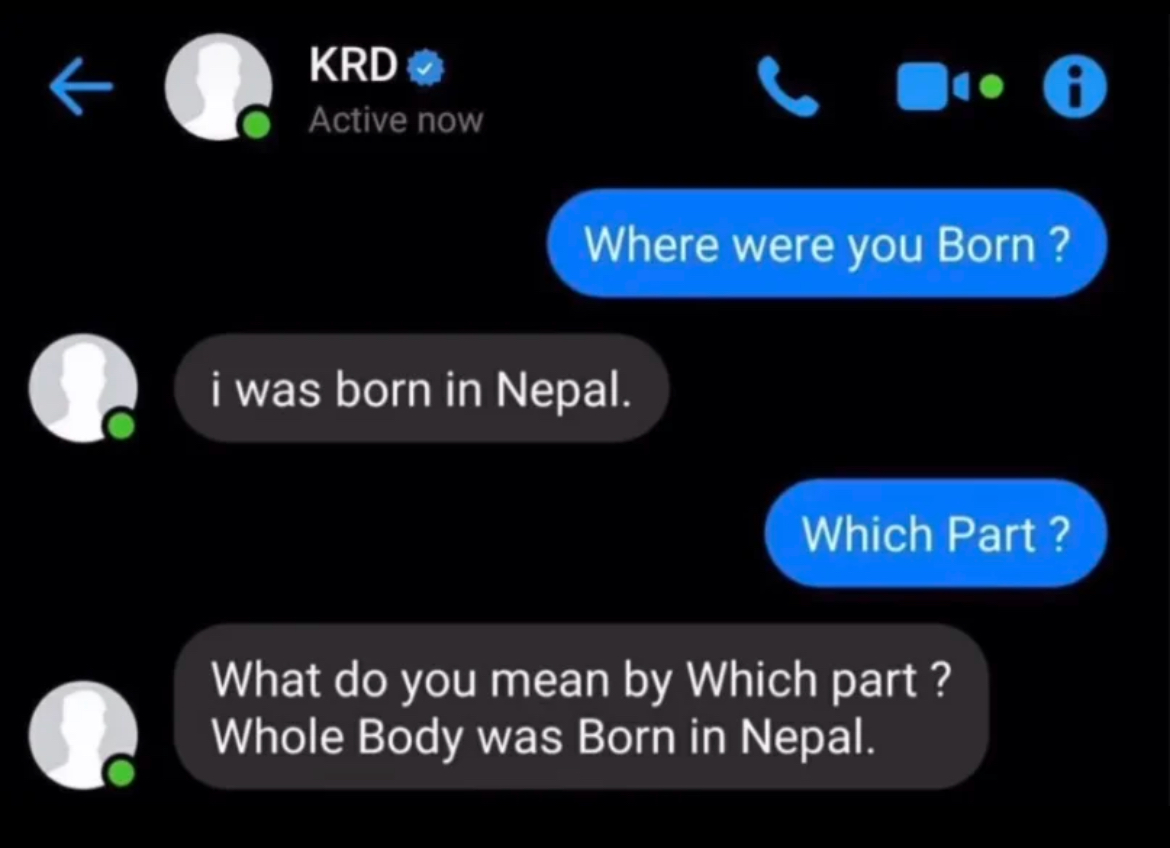 KRD
Active now
Where were you Born ?
i was born in Nepal.
Which Part ?
What do you mean by Which part ?
Whole Body was Born in Nepal.